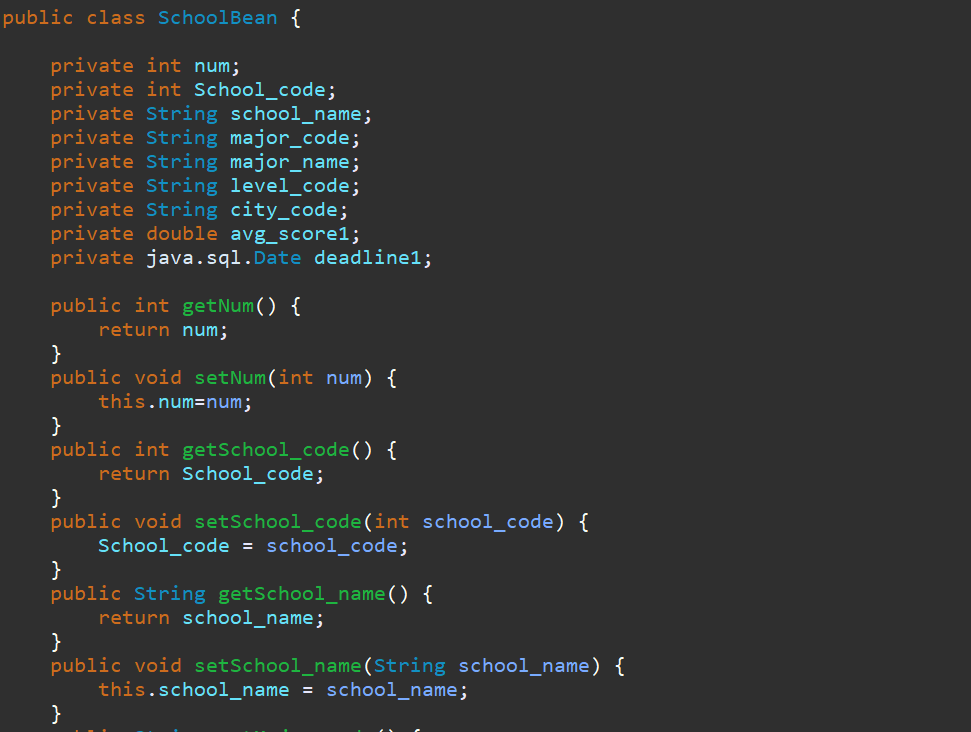 public class SchoolBean {
private int num;
private int School_code;
private String school_name;
private String major_code;
private String major_name;
private String level_code;
private String city_code;
private double avg_score1;
private java.sql.Date deadline1;
public int getNum() {
return num;
}
public void setNum(int num) {
this.num=num;
}
public int getSchool_code() {
return School_code;
}
public void setSchool_code(int school_code) {
School_code = school_code;
}
public String getSchool_name() {
return school_name;
}
public void setSchool_name(String school_name) {
this.school_name = school_name;
}